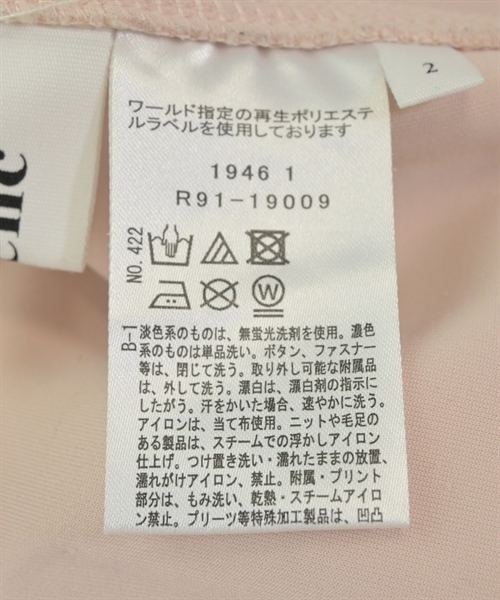 2
ワールド指定の再生ポリエステ
ルラベルを使用しております
1946 1
R91-19009
NO.422
W
B-1
淡色系のものは、無蛍光洗剤を使用。濃色
系のものは単品洗い。ボタン、ファスナー
等は、閉じて洗う。取り外し可能な附属品
は、外して洗う。漂白は、漂白剤の指示に
したがう。汗をかいた場合、速やかに洗う。
アイロンは、当て布使用。ニットや毛足の
ある製品は、スチームでの浮かしアイロン
仕上げ。つけ置き洗い・濡れたままの放置、
濡れがけアイロン、禁止。附属・プリント
部分は、もみ洗い、乾熱・スチームアイロ
ン禁止。プリーツ等特殊加工製品は、凹凸